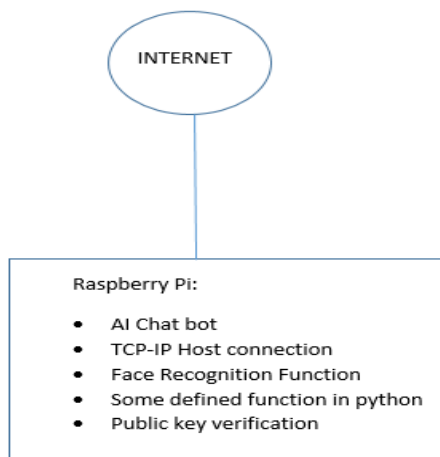 INTERNET
Raspberry Pi:
• AI Chat bot
• TCP-IP Host connection
• Face Recognition Function
• Some defined function in python
• Public key verification